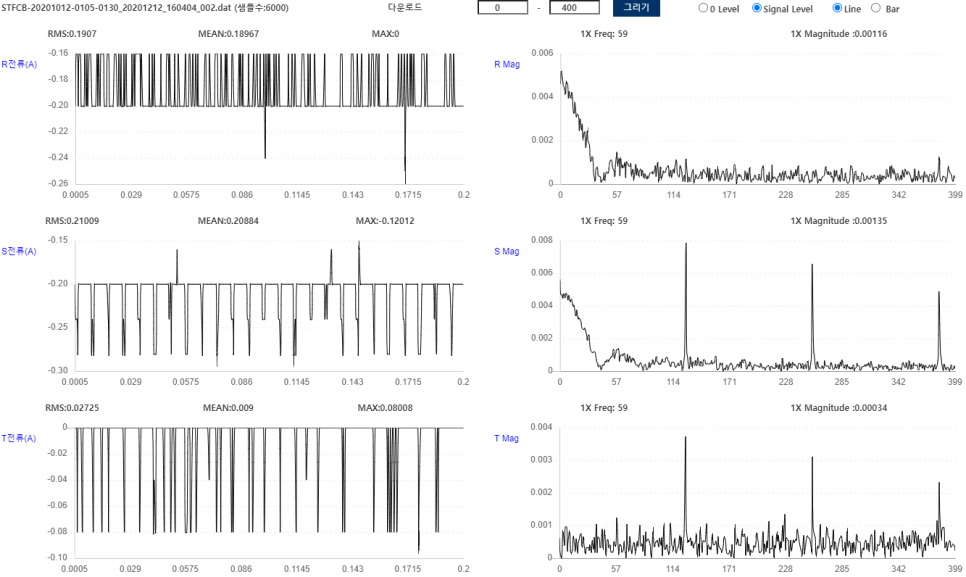 STFCB-20201012-0105-0130_20201212_160404_002.dat (샘플수:6000) 다운로드 0 - 400 그리기 0 Level Signal Level Line Bar
RMS:0.1907 MEAN:0.18967 MAX:0 1X Freq: 59 1X Magnitude :0.00116
R전류(A)
-0.16
-0.18
-0.20
-0.22
-0.24
-0.26
0.0005 0.029 0.0575 0.086 0.1145 0.143 0.1715 0.2
R Mag
0.006
0.004
0.002
0
0 57 114 171 228 285 342 399
RMS:0.21009 MEAN:0.20884 MAX:-0.12012 1X Freq: 59 1X Magnitude :0.00135
S전류(A)
-0.15
-0.20
-0.25
-0.30
0.0005 0.029 0.0575 0.086 0.1145 0.143 0.1715 0.2
S Mag
0.008
0.006
0.004
0.002
0
0 57 114 171 228 285 342 399
RMS:0.02725 MEAN:0.009 MAX:0.08008 1X Freq: 59 1X Magnitude :0.00034
T전류(A)
0
-0.02
-0.04
-0.06
-0.08
-0.10
0.0005 0.029 0.0575 0.086 0.1145 0.143 0.1715 0.2
T Mag
0.004
0.003
0.002
0.001
0
0 57 114 171 228 285 342 399